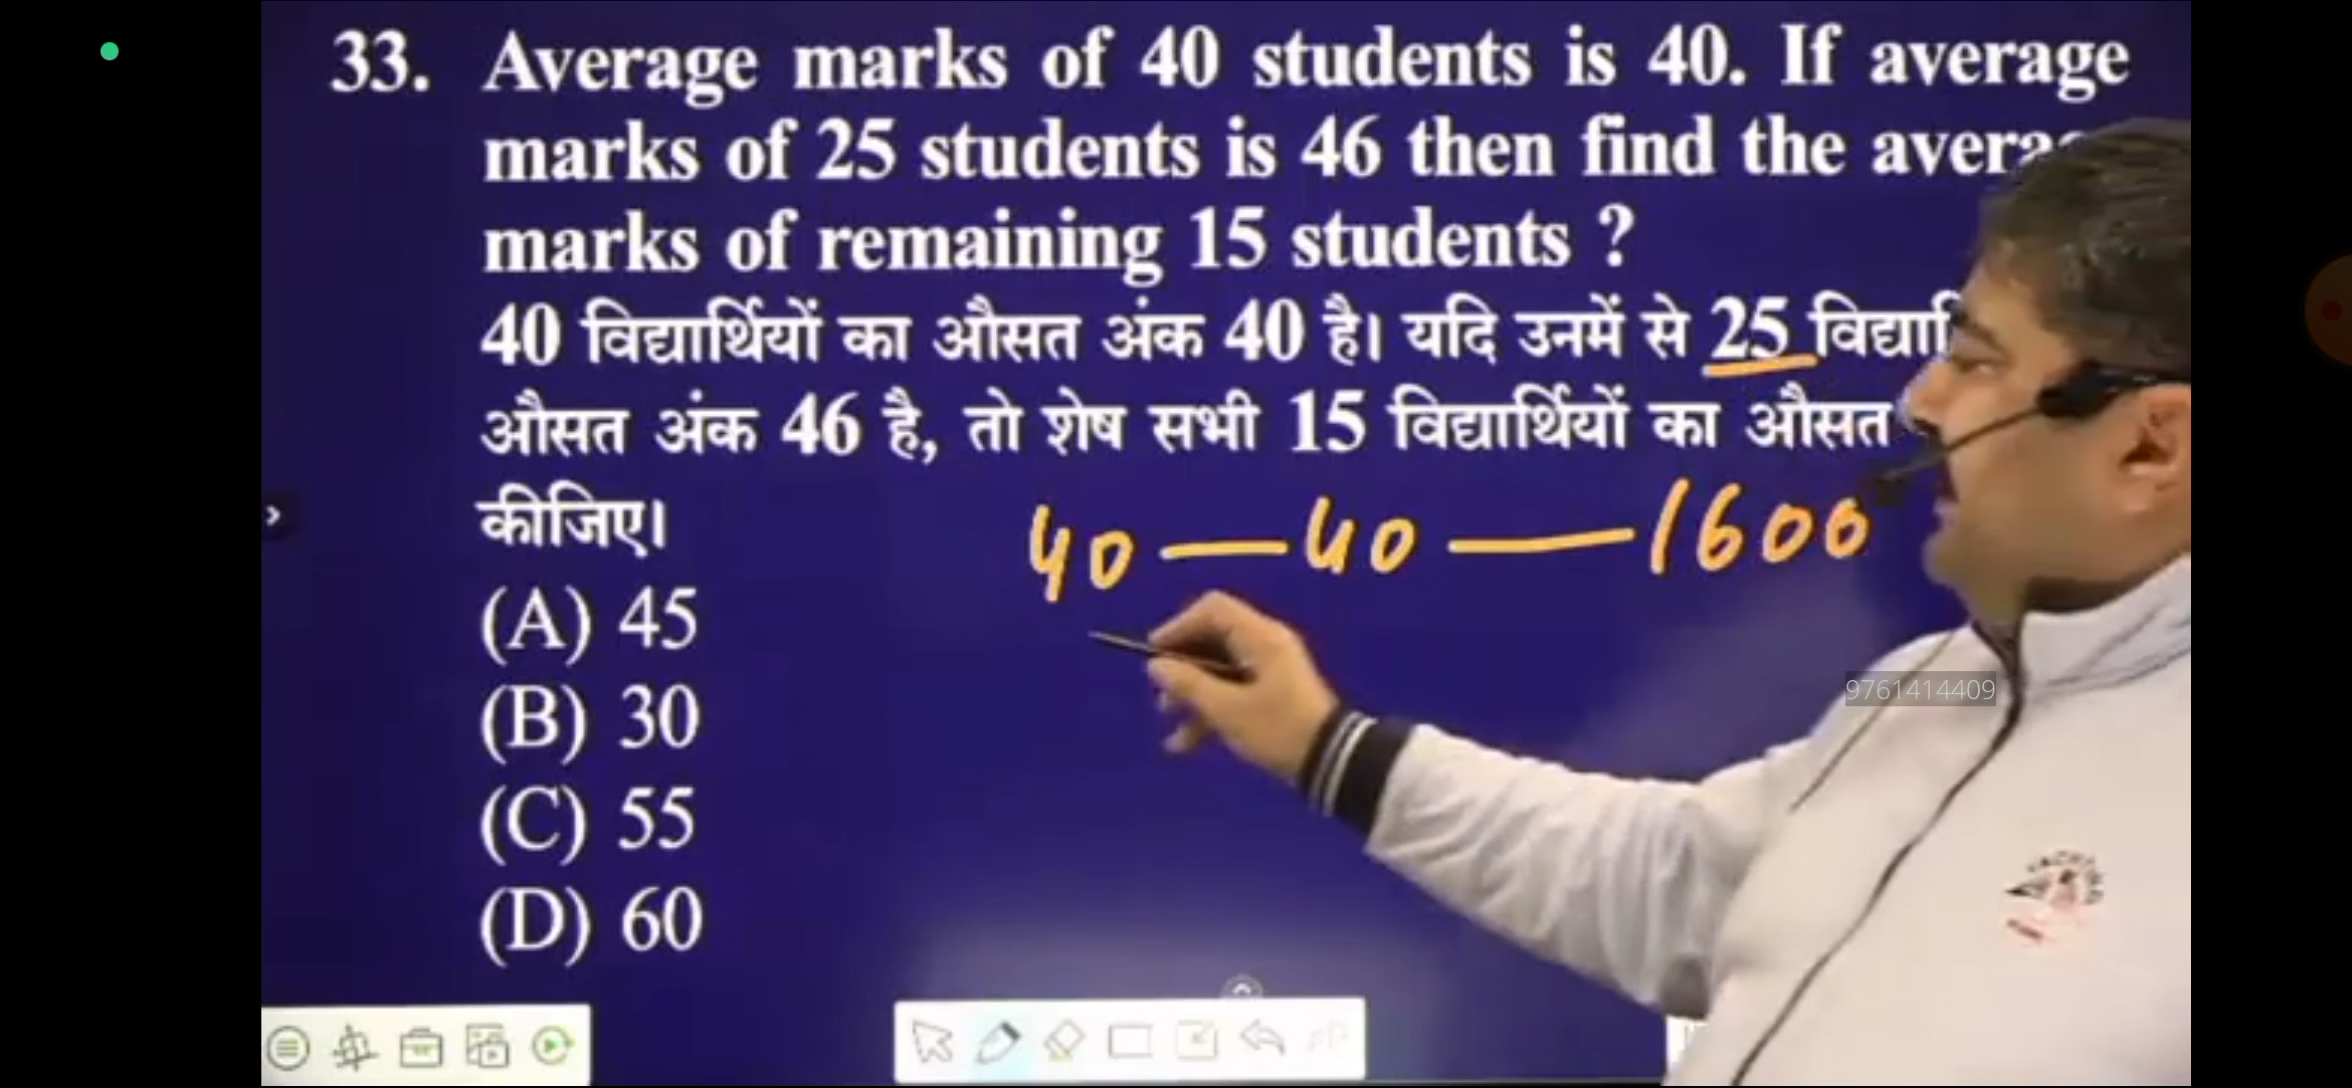 33. Average marks of 40 students is 40. If average
marks of 25 students is 46 then find the
marks of remaining 15 students ?
40 विद्यार्थियों का औसत अंक 40 है। यदि उनमें से 25
औसत अंक 46 है, तो शेष सभी 15 विद्यार्थियों का औसत
कीजिए।
40 — 40 — 1600
(A) 45
(B) 30
(C) 55
(D) 60
9761414409